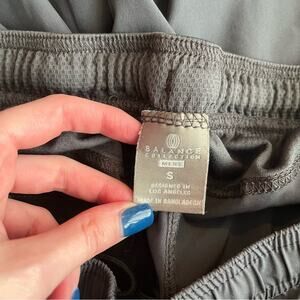 BALANCE
COLLECTION
MENS
S
DESIGNED IN
LOS ANGELES
MADE IN BANGLADESH